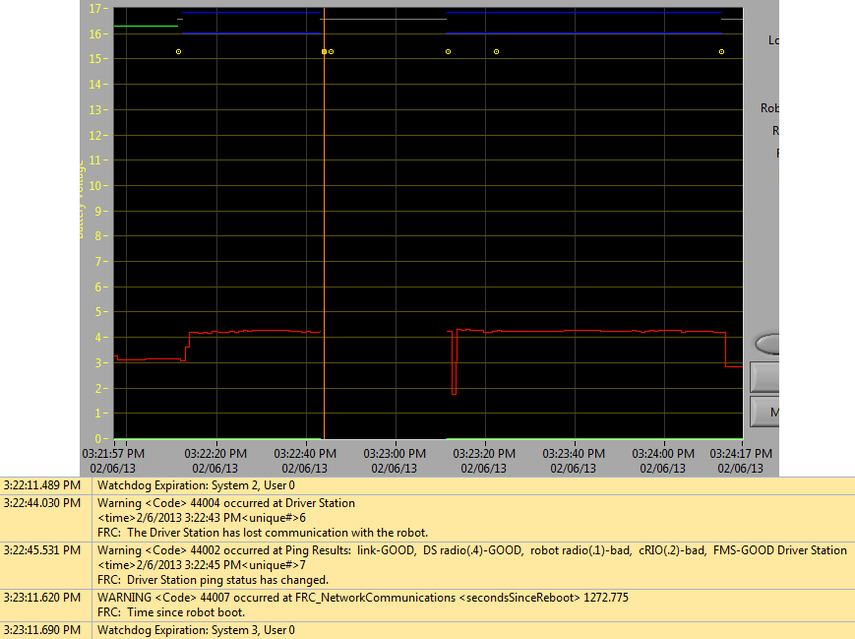 17
16
15
14
13
12
11
10
9
8
7
6
5
4
3
2
1
0
Lo
Rob
R
F
M
03:21:57 PM 03:22:20 PM 03:22:40 PM 03:23:00 PM 03:23:20 PM 03:23:40 PM 03:24:00 PM 03:24:17 PM
02/06/13 02/06/13 02/06/13 02/06/13 02/06/13 02/06/13 02/06/13 02/06/13
3:22:11.489 PM Watchdog Expiration: System 2, User 0
3:22:44.030 PM Warning <Code> 44004 occurred at Driver Station
<time>2/6/2013 3:22:43 PM<unique#>6
FRC: The Driver Station has lost communication with the robot.
3:22:45.531 PM Warning <Code> 44002 occurred at Ping Results: link-GOOD, DS radio(.4)-GOOD, robot radio(.1)-bad, cRIO(.2)-bad, FMS-GOOD Driver Station
<time>2/6/2013 3:22:45 PM<unique#>7
FRC: Driver Station ping status has changed.
3:23:11.620 PM WARNING <Code> 44007 occurred at FRC_NetworkCommunications <secondsSinceReboot> 1272.775
FRC: Time since robot boot.
3:23:11.690 PM Watchdog Expiration: System 3, User 0